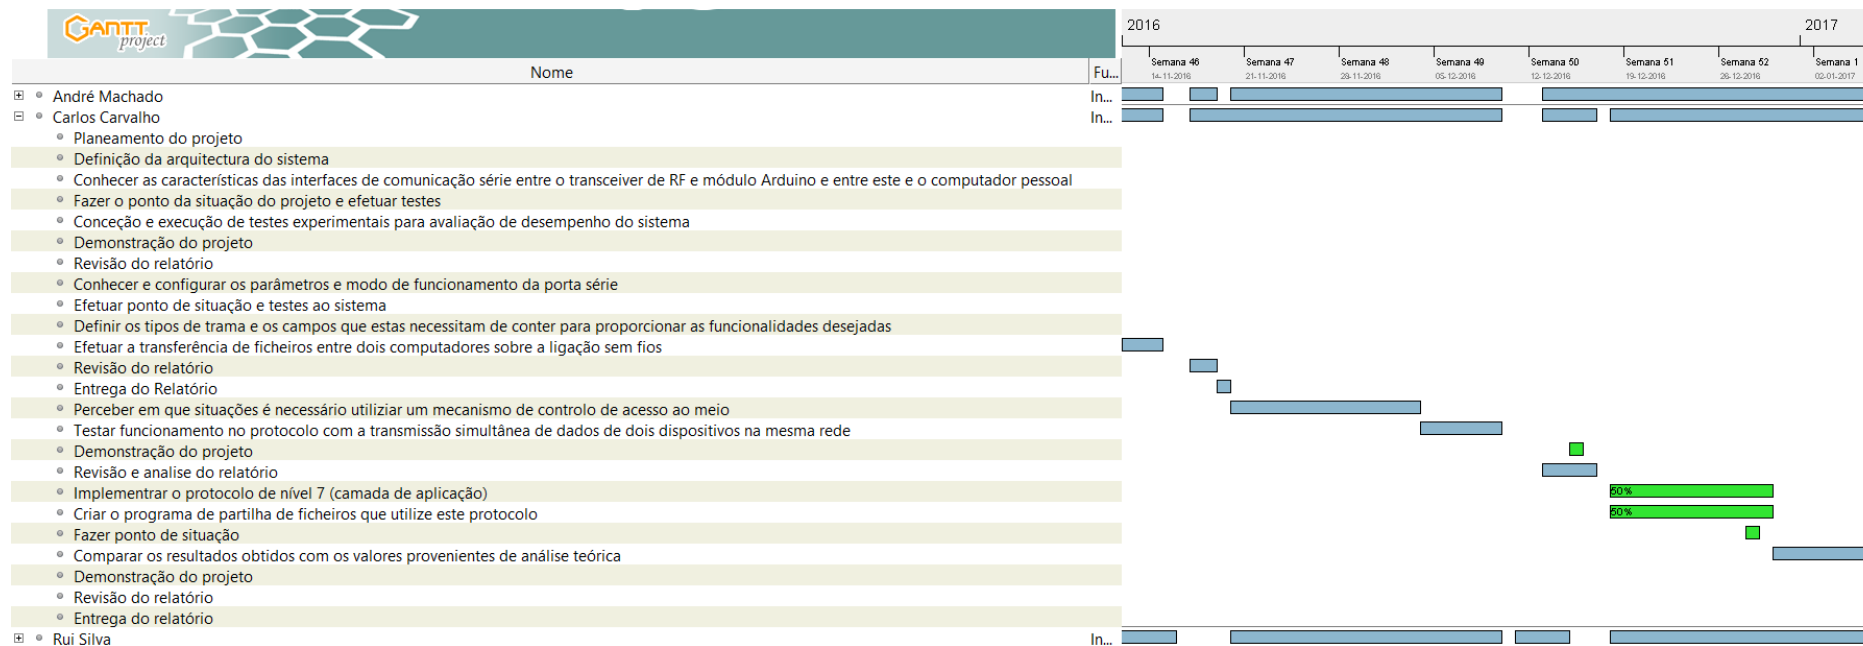 GANTT
project
2016
2017
Nome
Fu...
Semana 46
Semana 47
Semana 48
Semana 49
Semana 50
Semana 51
Semana 52
Semana 1
14-11-2016
21-11-2016
28-11-2016
05-12-2016
12-12-2016
19-12-2016
26-12-2016
02-01-2017
André Machado In...
Carlos Carvalho In...
Planeamento do projeto
Definição da arquitectura do sistema
Conhecer as características das interfaces de comunicação série entre o transceiver de RF e módulo Arduino e entre este e o computador pessoal
Fazer o ponto da situação do projeto e efetuar testes
Conceção e execução de testes experimentais para avaliação de desempenho do sistema
Demonstração do projeto
Revisão do relatório
Conhecer e configurar os parâmetros e modo de funcionamento da porta série
Efetuar ponto de situação e testes ao sistema
Definir os tipos de trama e os campos que estas necessitam de conter para proporcionar as funcionalidades desejadas
Efetuar a transferência de ficheiros entre dois computadores sobre a ligação sem fios
Revisão do relatório
Entrega do Relatório
Perceber em que situações é necessário utiliziar um mecanismo de controlo de acesso ao meio
Testar funcionamento no protocolo com a transmissão simultânea de dados de dois dispositivos na mesma rede
Demonstração do projeto
Revisão e analise do relatório
Implementrar o protocolo de nível 7 (camada de aplicação) 50%
Criar o programa de partilha de ficheiros que utilize este protocolo 50%
Fazer ponto de situação
Comparar os resultados obtidos com os valores provenientes de análise teórica
Demonstração do projeto
Revisão do relatório
Entrega do relatório
Rui Silva In...